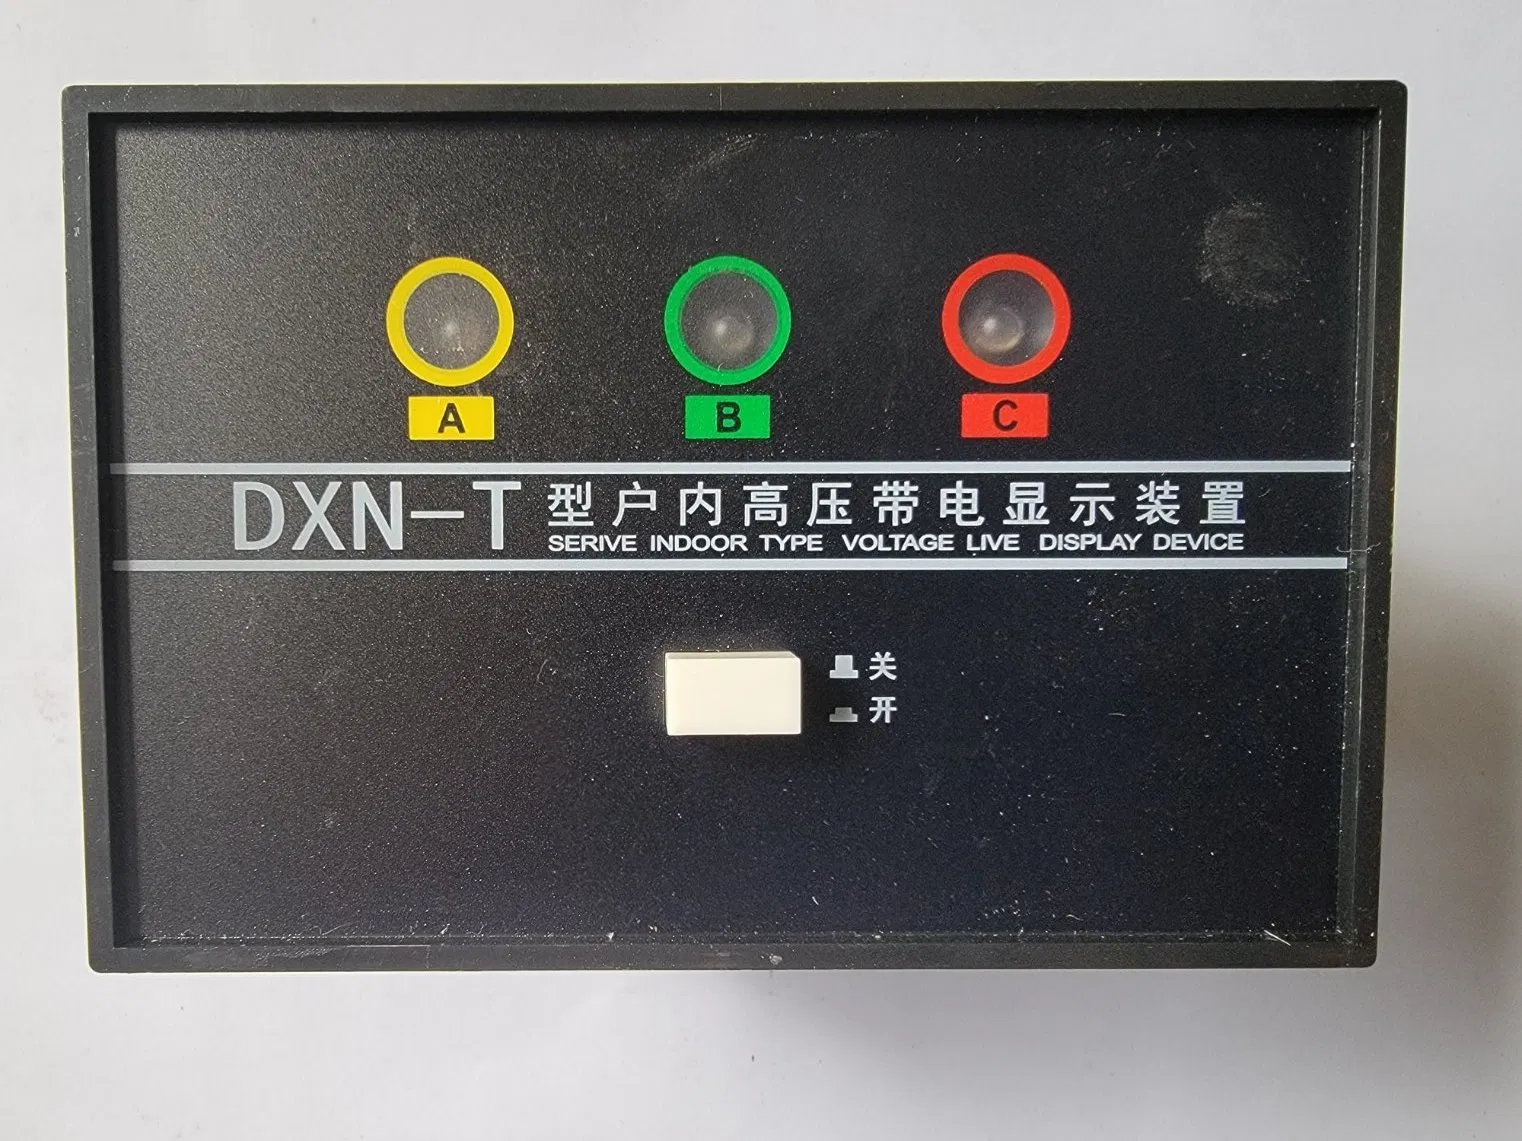 A B C
DXN-T 型户内高压带电显示装置
SERIVE INDOOR TYPE VOLTAGE LIVE DISPLAY DEVICE
关
开